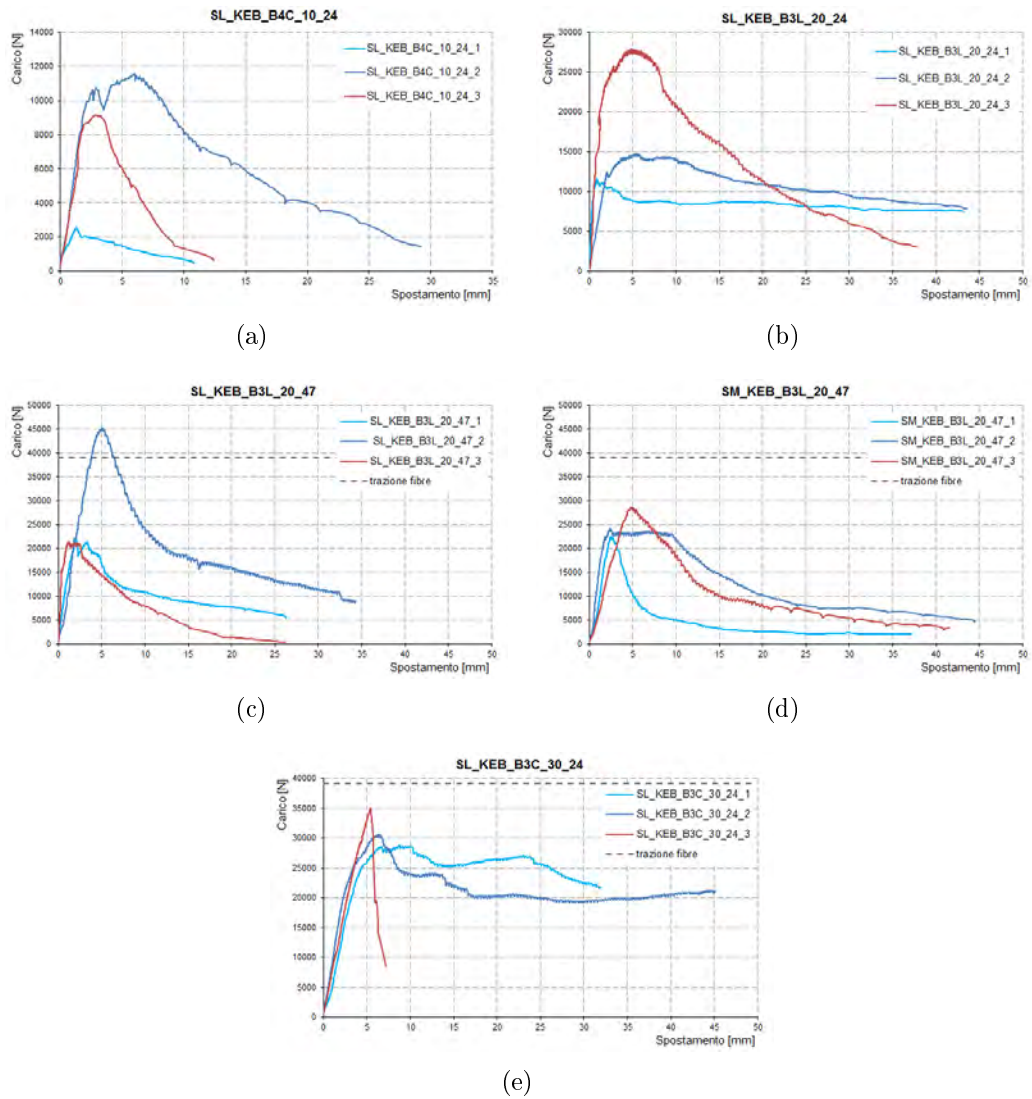 SL_KEB_B4C_10_24
Carico [N]
14000
12000
10000
8000
6000
4000
2000
0
0 5 10 15 20 25 30 35
Spostamento [mm]
SL_KEB_B4C_10_24_1
SL_KEB_B4C_10_24_2
SL_KEB_B4C_10_24_3
(a)
SL_KEB_B3L_20_24
Carico [N]
30000
25000
20000
15000
10000
5000
0
0 5 10 15 20 25 30 35 40 45 50
Spostamento [mm]
SL_KEB_B3L_20_24_1
SL_KEB_B3L_20_24_2
SL_KEB_B3L_20_24_3
(b)
SL_KEB_B3L_20_47
Carico [N]
50000
45000
40000
35000
30000
25000
20000
15000
10000
5000
0
0 5 10 15 20 25 30 35 40 45 50
Spostamento [mm]
SL_KEB_B3L_20_47_1
SL_KEB_B3L_20_47_2
SL_KEB_B3L_20_47_3
trazione fibre
(c)
SM_KEB_B3L_20_47
Carico [N]
50000
45000
40000
35000
30000
25000
20000
15000
10000
5000
0
0 5 10 15 20 25 30 35 40 45 50
Spostamento [mm]
SM_KEB_B3L_20_47_1
SM_KEB_B3L_20_47_2
SM_KEB_B3L_20_47_3
trazione fibre
(d)
SL_KEB_B3C_30_24
Carico [N]
40000
35000
30000
25000
20000
15000
10000
5000
0
0 5 10 15 20 25 30 35 40 45 50
Spostamento [mm]
SL_KEB_B3C_30_24_1
SL_KEB_B3C_30_24_2
SL_KEB_B3C_30_24_3
trazione fibre
(e)